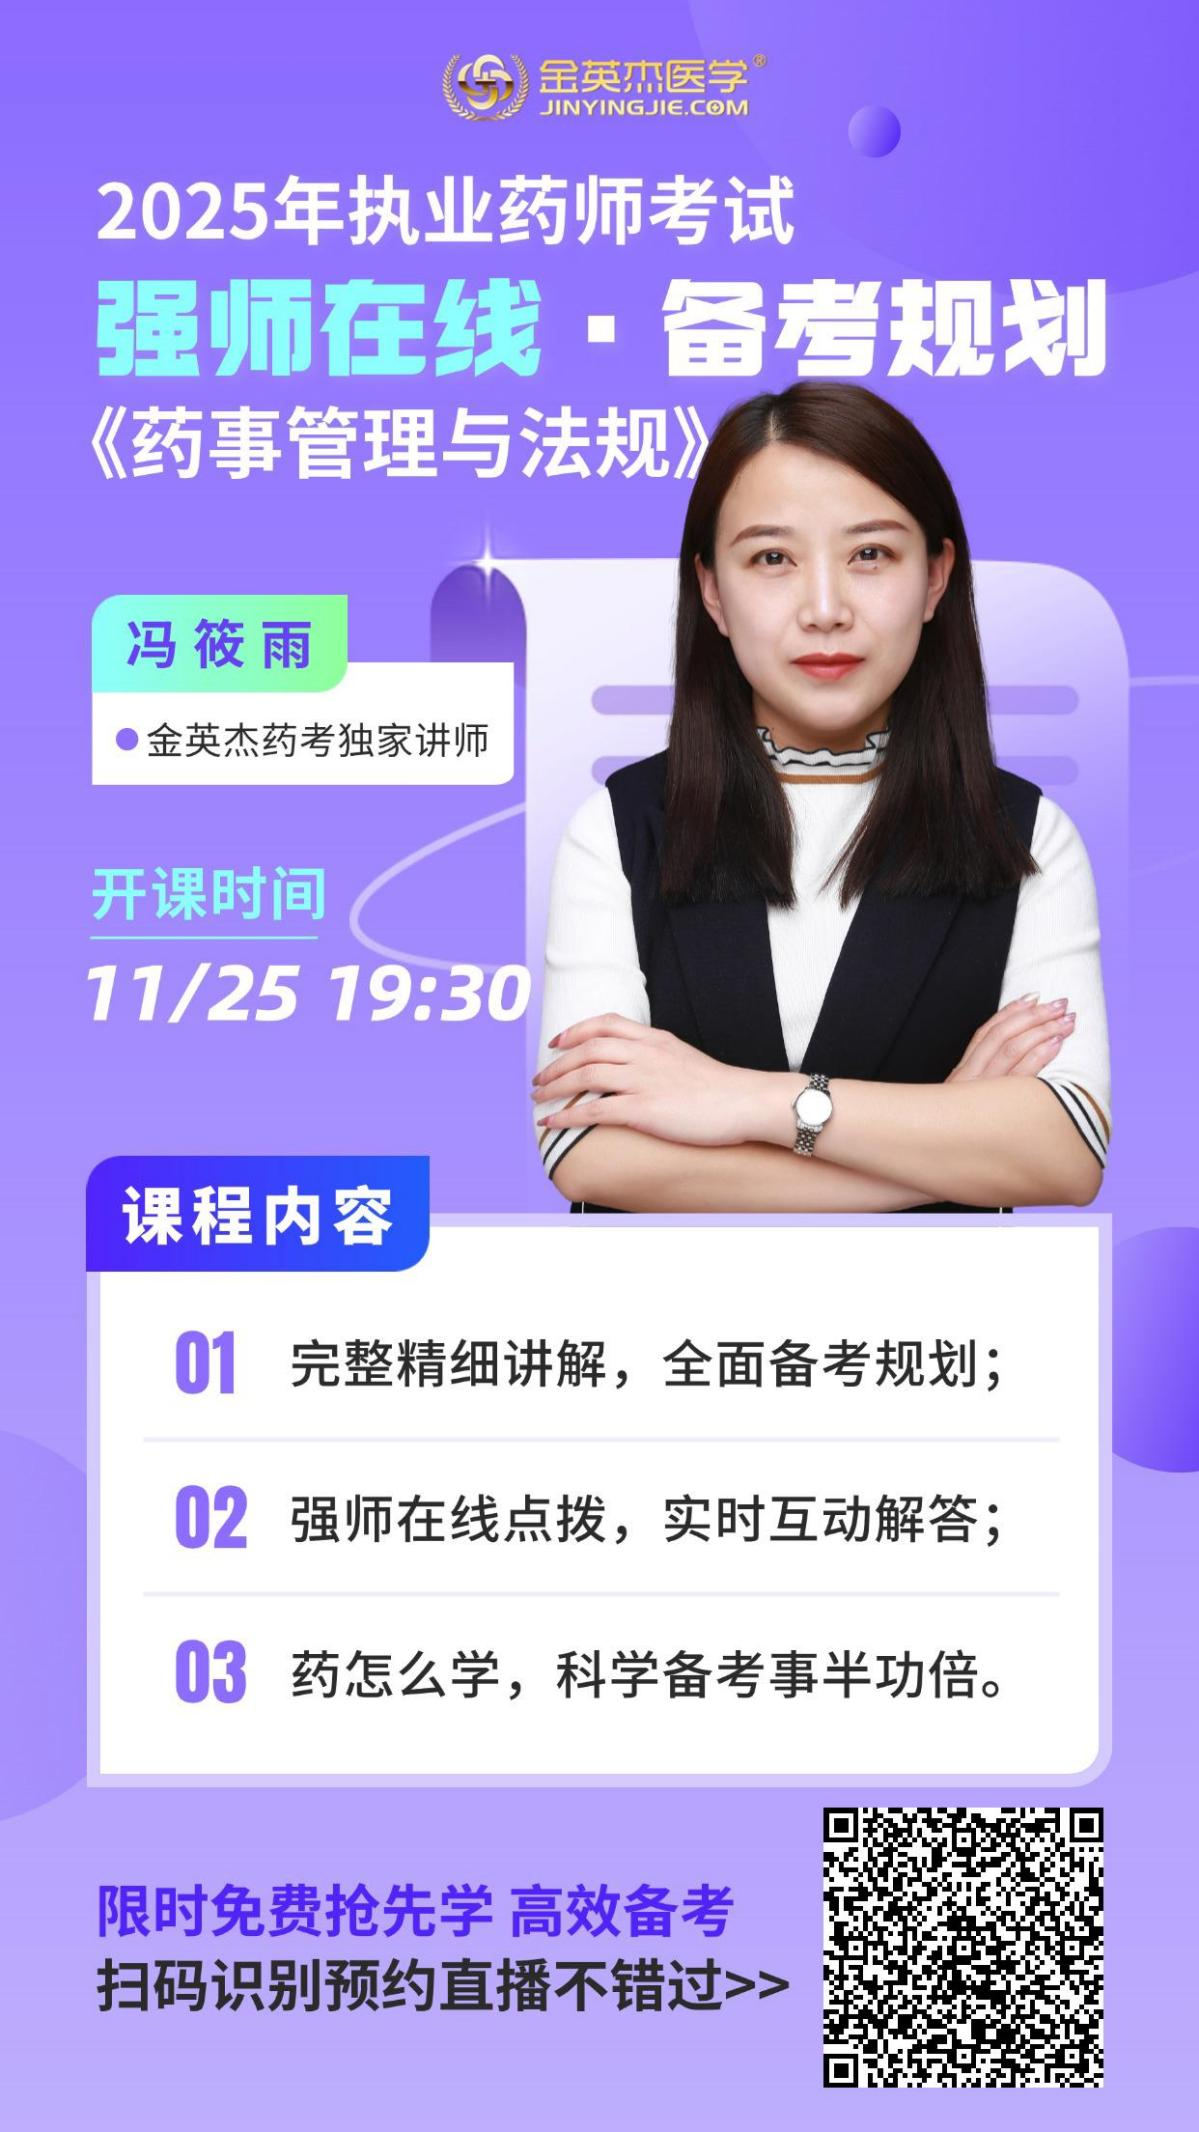 金英杰医学®
JINYINGJIE.COM
2025年执业药师考试
强师在线·备考规划
《药事管理与法规》
冯筱雨
金英杰药考独家讲师
开课时间
11/25 19:30
课程内容
01 完整精细讲解，全面备考规划；
02 强师在线点拨，实时互动解答；
03 药怎么学，科学备考事半功倍。
限时免费抢先学 高效备考
扫码识别预约直播不错过>>